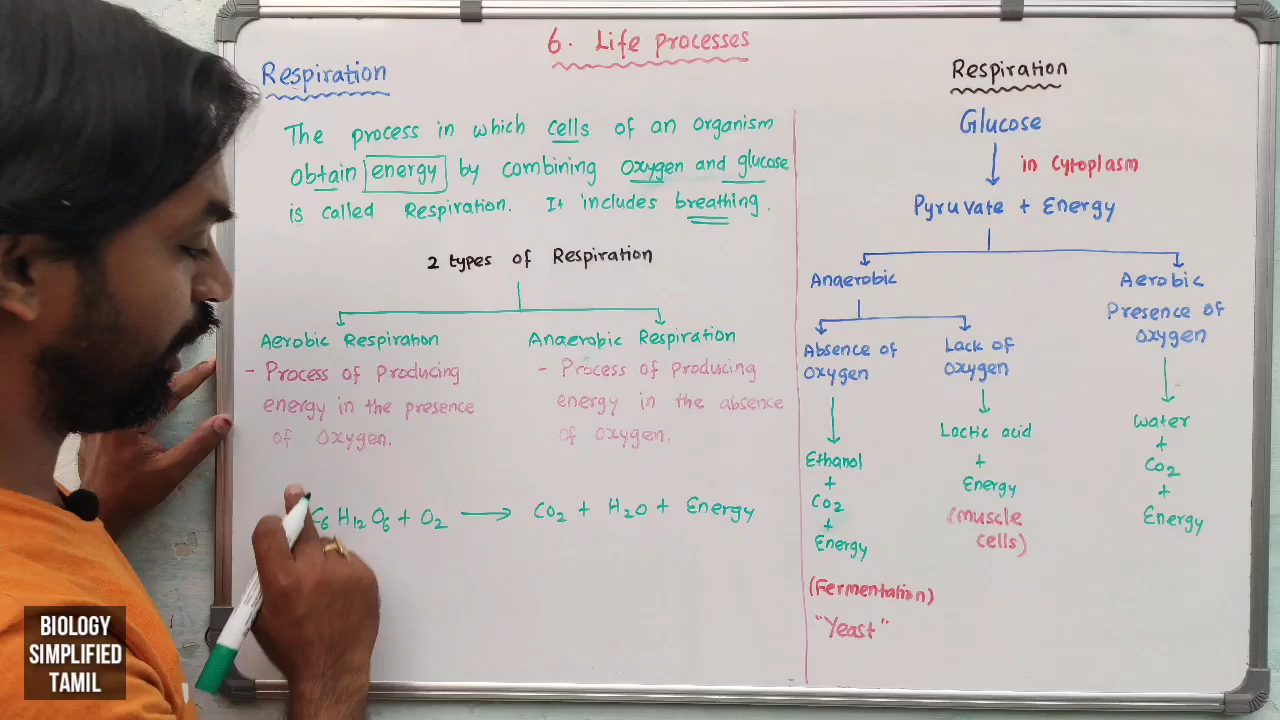 6. Life processes
Respiration
The process in which cells of an organism
obtain energy by combining oxygen and glucose
is called Respiration. It includes breathing.
2 types of Respiration
Aerobic Respiration
- Process of producing
energy in the presence
of oxygen.
Anaerobic Respiration
- Process of producing
energy in the absence
of oxygen.
C6 H12 O6 + O2 → CO2 + H2O + Energy
Respiration
Glucose
in Cytoplasm
Pyruvate + Energy
Anaerobic
Absence of
Oxygen
Ethanol
+
CO2
+
Energy
(Fermentation)
"Yeast"
Lack of
Oxygen
Lactic acid
+
Energy
(muscle
cells)
Aerobic
Presence of
Oxygen
Water
+
CO2
+
Energy
BIOLOGY
SIMPLIFIED
TAMIL